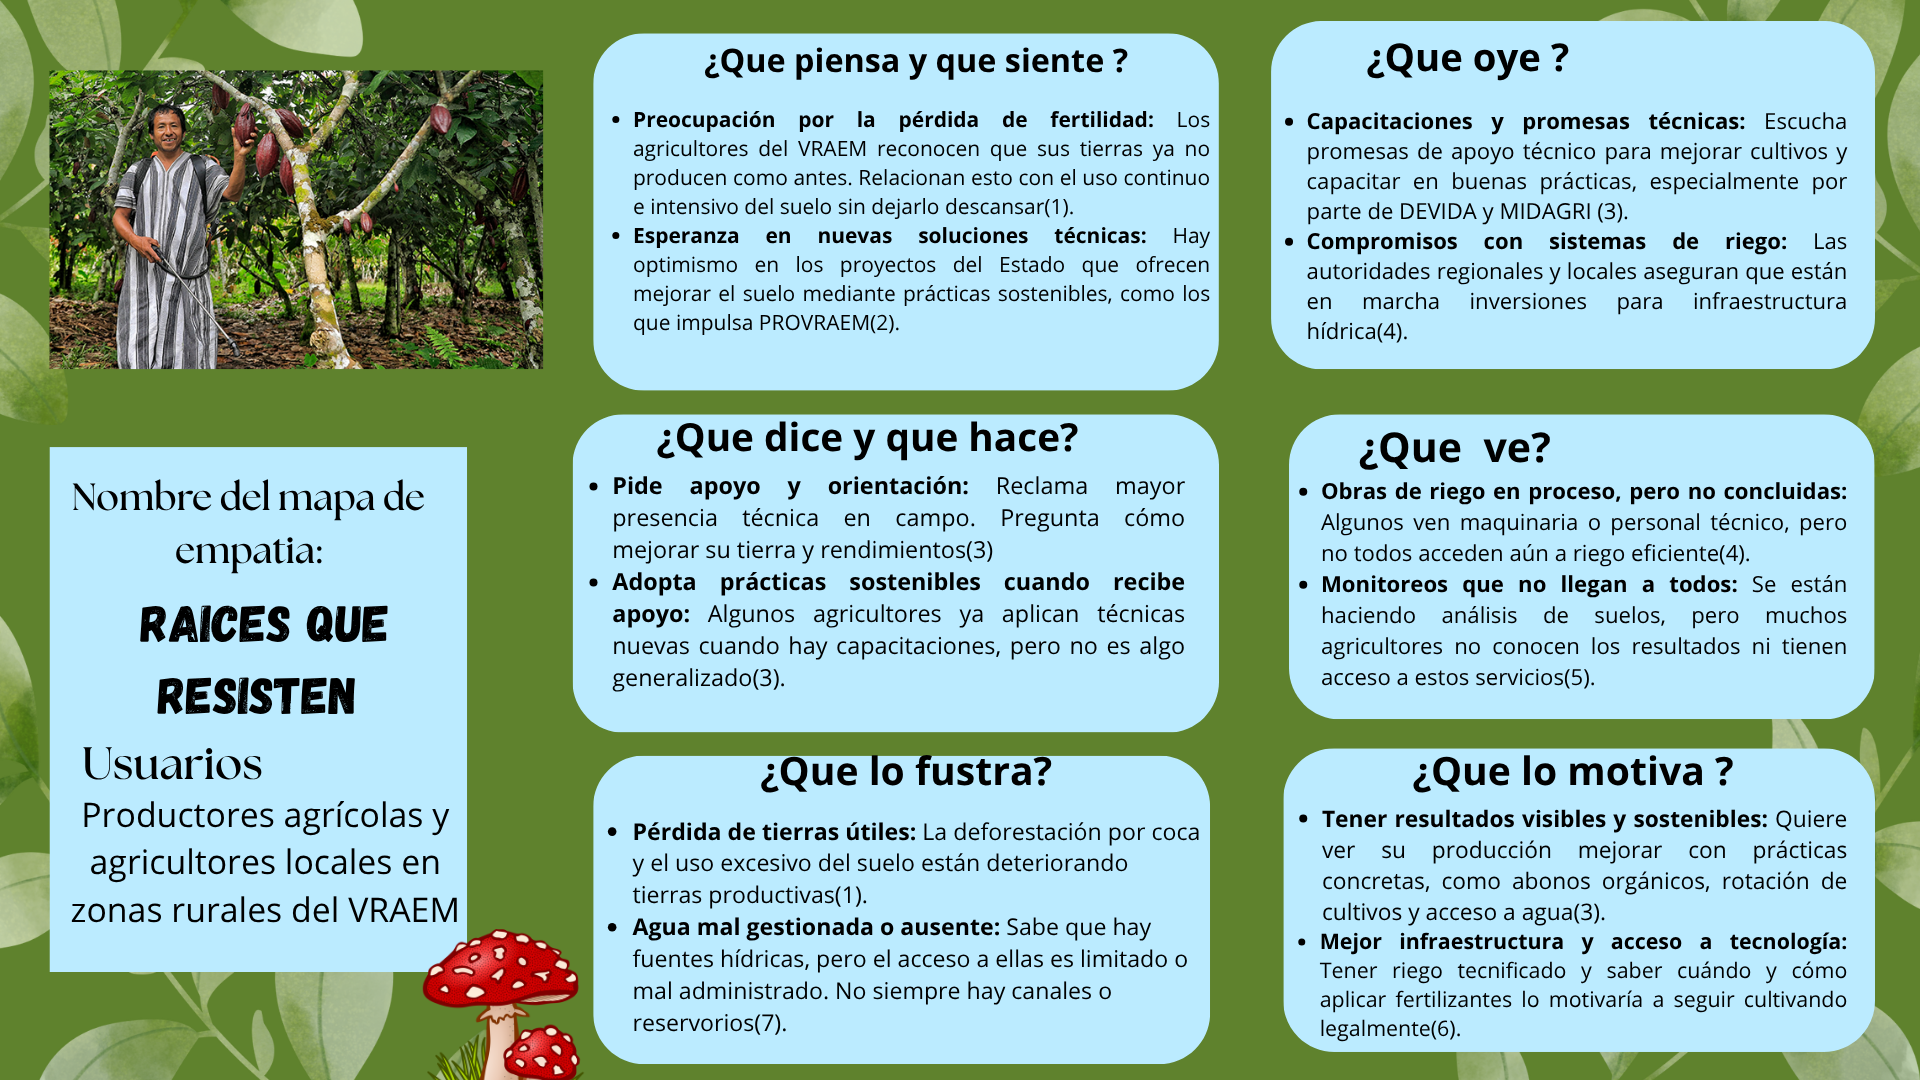 ¿Que piensa y que siente ?
Preocupación por la pérdida de fertilidad: Los
agricultores del VRAEM reconocen que sus tierras ya no
producen como antes. Relacionan esto con el uso continuo
e intensivo del suelo sin dejarlo descansar(1).
Esperanza en nuevas soluciones técnicas: Hay
optimismo en los proyectos del Estado que ofrecen
mejorar el suelo mediante prácticas sostenibles, como los
que impulsa PROVRAEM(2).
¿Que oye ?
Capacitaciones y promesas técnicas: Escucha
promesas de apoyo técnico para mejorar cultivos y
capacitar en buenas prácticas, especialmente por
parte de DEVIDA y MIDAGRI (3).
Compromisos con sistemas de riego: Las
autoridades regionales y locales aseguran que están
en marcha inversiones para infraestructura
hídrica(4).
Nombre del mapa de
empatia:
RAICES QUE
RESISTEN
Usuarios
Productores agrícolas y
agricultores locales en
zonas rurales del VRAEM
¿Que dice y que hace?
Pide apoyo y orientación: Reclama mayor
presencia técnica en campo. Pregunta cómo
mejorar su tierra y rendimientos(3)
Adopta prácticas sostenibles cuando recibe
apoyo: Algunos agricultores ya aplican técnicas
nuevas cuando hay capacitaciones, pero no es algo
generalizado(3).
¿Que ve?
Obras de riego en proceso, pero no concluidas:
Algunos ven maquinaria o personal técnico, pero
no todos acceden aún a riego eficiente(4).
Monitoreos que no llegan a todos: Se están
haciendo análisis de suelos, pero muchos
agricultores no conocen los resultados ni tienen
acceso a estos servicios(5).
¿Que lo fustra?
Pérdida de tierras útiles: La deforestación por coca
y el uso excesivo del suelo están deteriorando
tierras productivas(1).
Agua mal gestionada o ausente: Sabe que hay
fuentes hídricas, pero el acceso a ellas es limitado o
mal administrado. No siempre hay canales o
reservorios(7).
¿Que lo motiva ?
Tener resultados visibles y sostenibles: Quiere
ver su producción mejorar con prácticas
concretas, como abonos orgánicos, rotación de
cultivos y acceso a agua(3).
Mejor infraestructura y acceso a tecnología:
Tener riego tecnificado y saber cuándo y cómo
aplicar fertilizantes lo motivaría a seguir cultivando
legalmente(6).